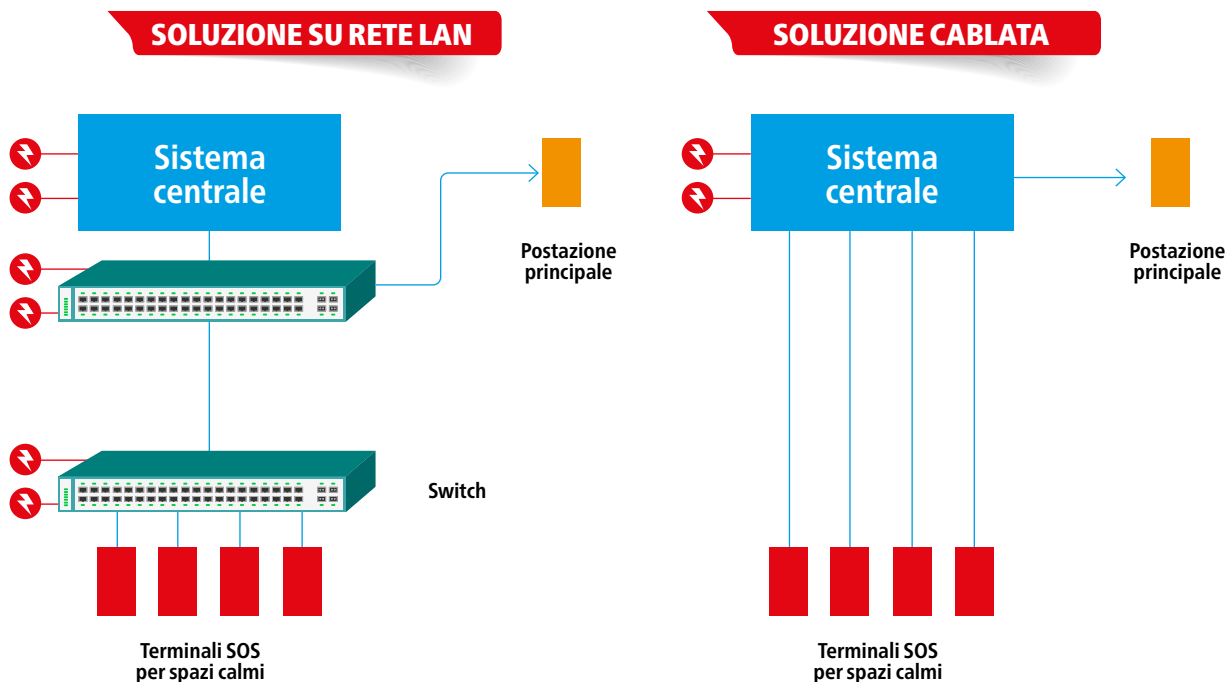 SOLUZIONE SU RETE LAN
Sistema
centrale
Postazione
principale
Switch
Terminali SOS
per spazi calmi
SOLUZIONE CABLATA
Sistema
centrale
Postazione
principale
Terminali SOS
per spazi calmi